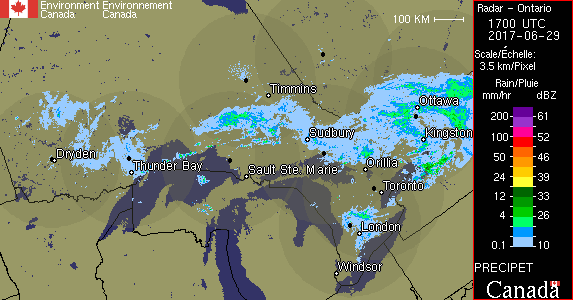 Environment Environnement
Canada Canada
100 KM
Timmins
Ottawa
Sudbury
Kingston
Dryden
Thunder Bay
Sault Ste. Marie
Orillia
Toronto
London
Windsor
Radar - Ontario
1700 UTC
2017-06-29
Scale/Échelle:
3.5 km/Pixel
Rain/Pluie
mm/hr dBZ
200 61
100 52
50 46
24 39
12 33
4 26
0.1 10
PRECIPET
Canada